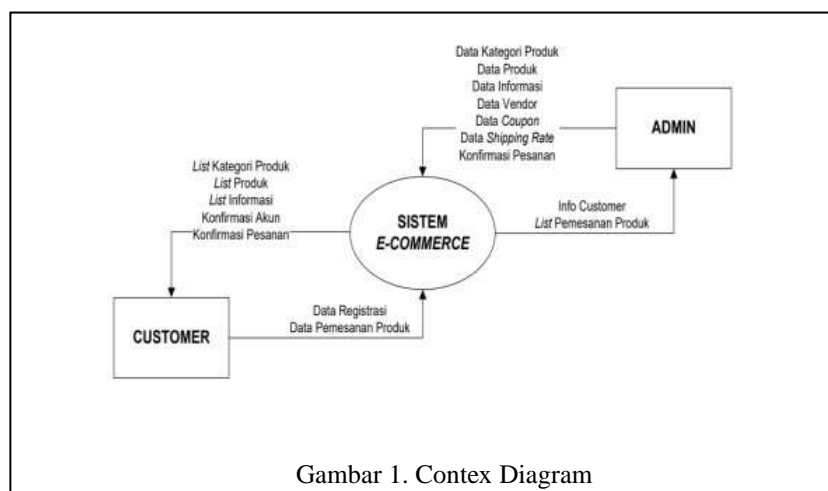 Data Kategori Produk
Data Produk
Data Informasi
Data Vendor
Data Coupon
Data Shipping Rate
Konfirmasi Pesanan
ADMIN
List Kategori Produk
List Produk
List Informasi
Konfirmasi Akun
Konfirmasi Pesanan
SISTEM
E-COMMERCE
Info Customer
List Pemesanan Produk
CUSTOMER
Data Registrasi
Data Pemesanan Produk
Gambar 1. Contex Diagram